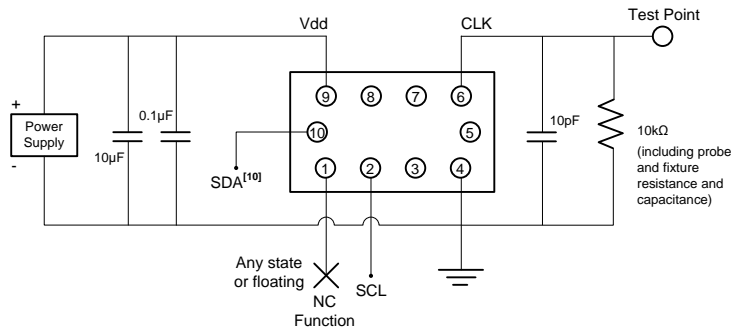 Vdd
CLK
Test Point
+
Power
Supply
-
10µF
0.1µF
9
8
7
6
10
5
1
2
3
4
SDA[10]
10pF
10kΩ
(including probe
and fixture
resistance and
capacitance)
Any state
or floating
NC
Function
SCL